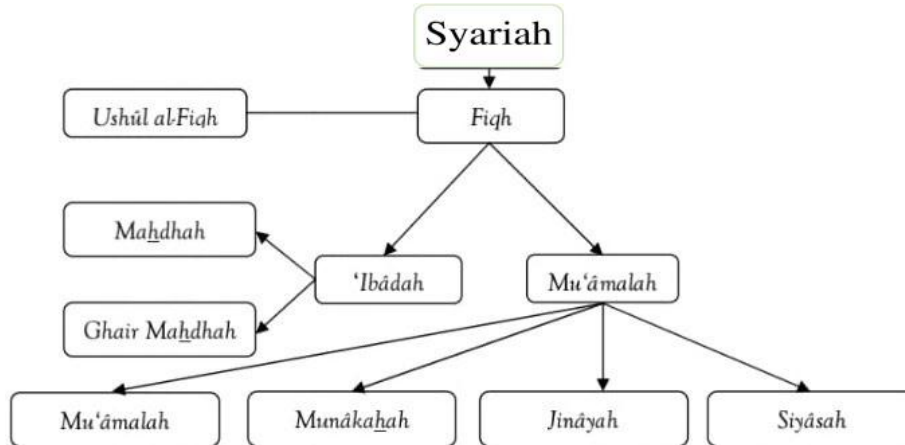 Syariah
Ushûl al-Fiqh
Fiqh
Mahdhah
Ghair Mahdhah
‘Ibâdah
Mu‘âmalah
Mu‘âmalah
Munâkahah
Jinâyah
Siyâsah